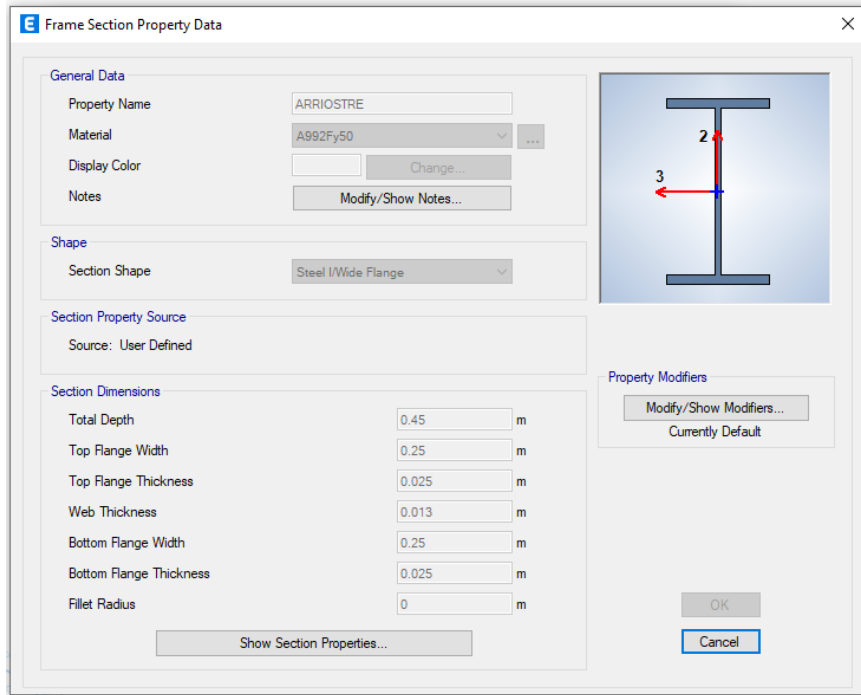 E Frame Section Property Data
General Data
Property Name ARRIOSTRE
Material A992Fy50 ...
Display Color Change...
Notes Modify/Show Notes...
Shape
Section Shape Steel I/Wide Flange
Section Property Source
Source: User Defined
Section Dimensions
Total Depth 0.45 m
Top Flange Width 0.25 m
Top Flange Thickness 0.025 m
Web Thickness 0.013 m
Bottom Flange Width 0.25 m
Bottom Flange Thickness 0.025 m
Fillet Radius 0 m
Show Section Properties...
2
3
Property Modifiers
Modify/Show Modifiers...
Currently Default
OK
Cancel